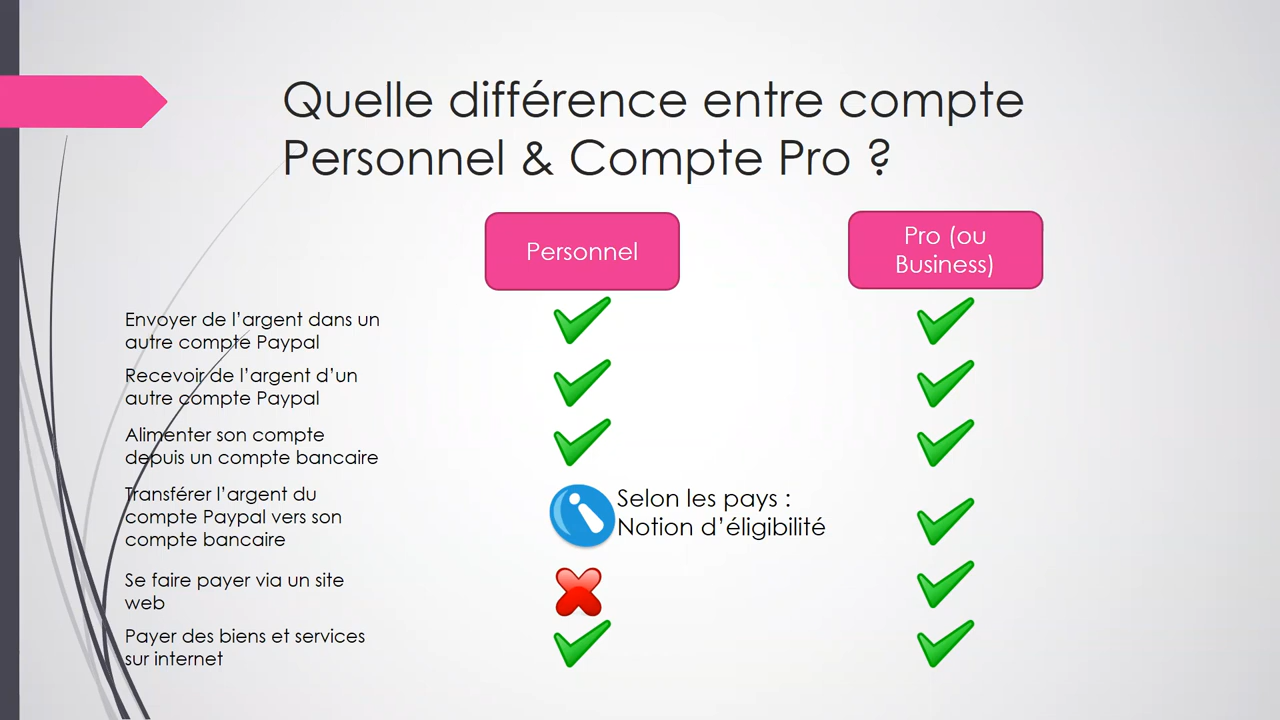 Quelle différence entre compte
Personnel & Compte Pro ?
Personnel
Pro (ou
Business)
Envoyer de l’argent dans un
autre compte Paypal
Recevoir de l’argent d’un
autre compte Paypal
Alimenter son compte
depuis un compte bancaire
Transférer l’argent du
compte Paypal vers son
compte bancaire
Selon les pays :
Notion d’éligibilité
Se faire payer via un site
web
Payer des biens et services
sur internet